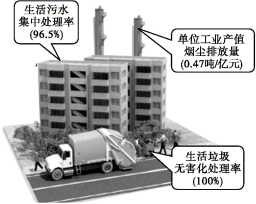 生活污水
集中处理率
(96.5%)
单位工业产值
烟尘排放量
(0.47吨/亿元)
生活垃圾
无害化处理率
(100%)